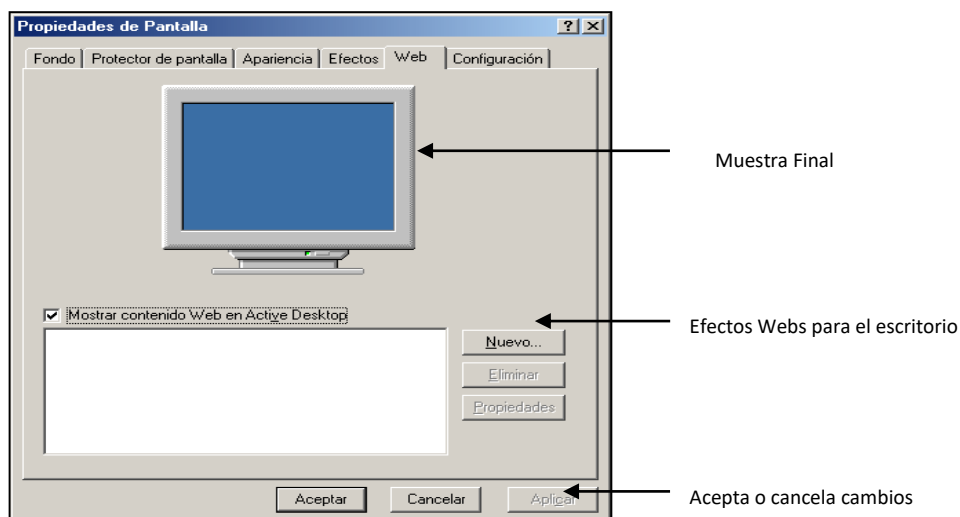 Propiedades de Pantalla
Fondo Protector de pantalla Apariencia Efectos Web Configuración
Muestra Final
Mostrar contenido Web en Active Desktop
Efectos Webs para el escritorio
Nuevo...
Eliminar
Propiedades
Aceptar Cancelar Aplicar
Acepta o cancela cambios